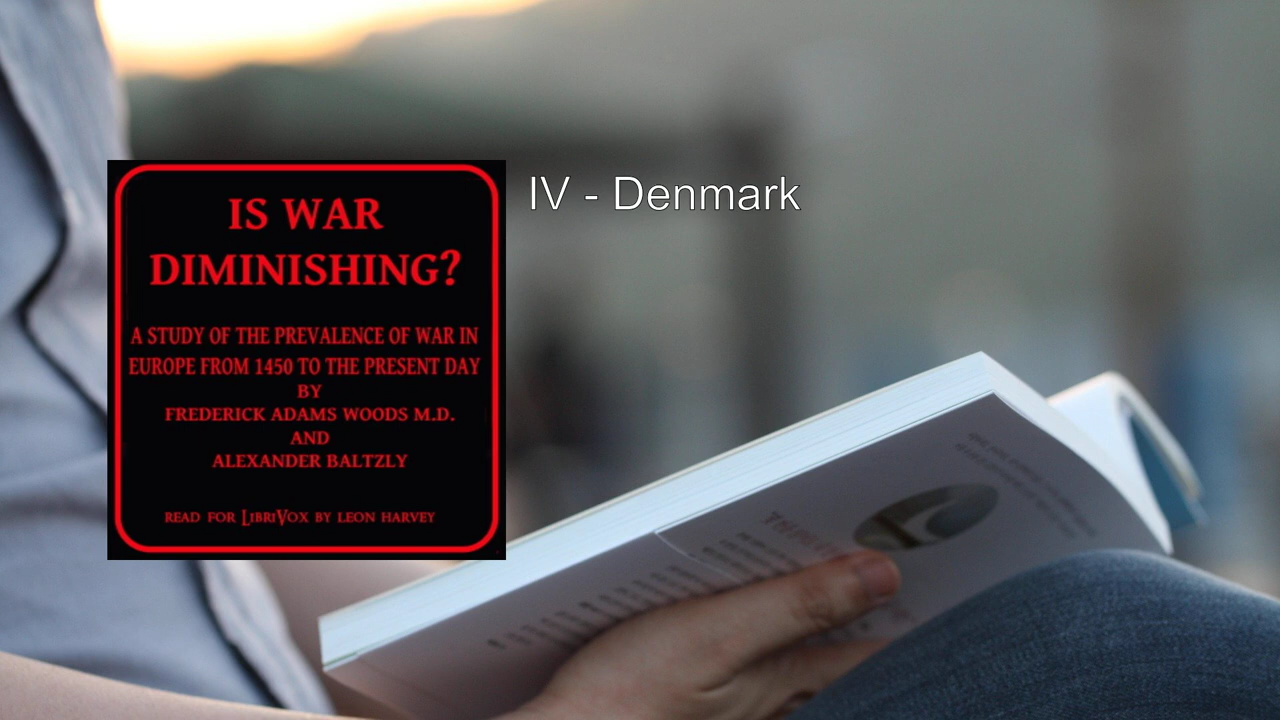 IV - Denmark
IS WAR
DIMINISHING?
A STUDY OF THE PREVALENCE OF WAR IN
EUROPE FROM 1450 TO THE PRESENT DAY
BY
FREDERICK ADAMS WOODS M.D.
AND
ALEXANDER BALTZLY
READ FOR LIBRIVOX BY LEON HARVEY